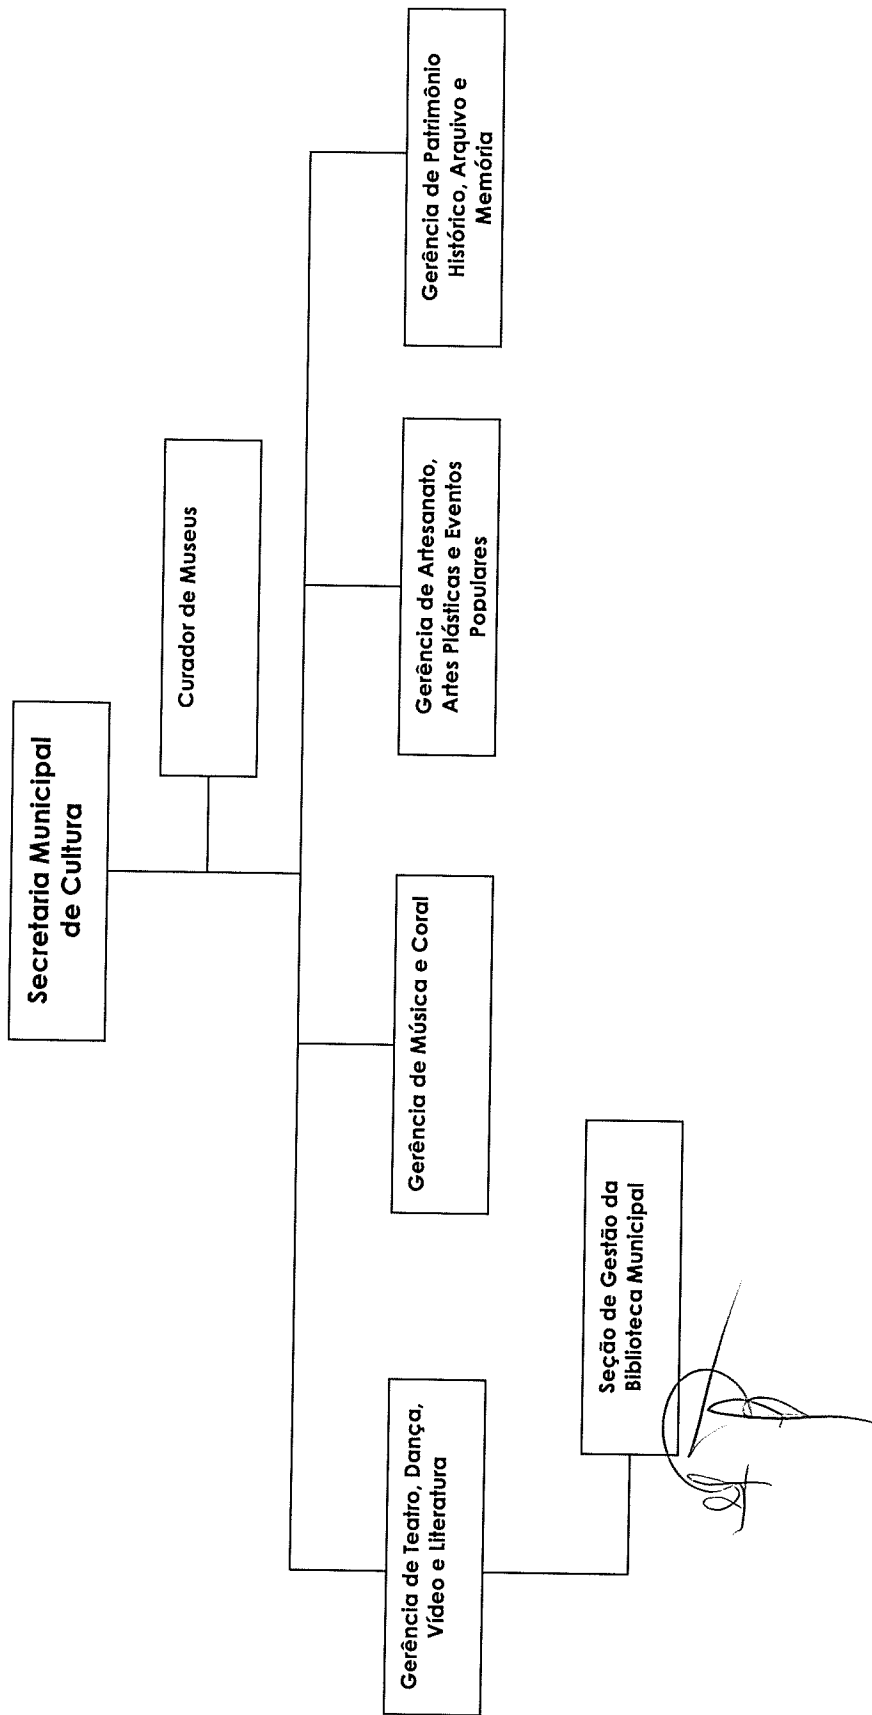 Secretaria Municipal
de Cultura
Curador de Museus
Gerência de Teatro, Dança,
Vídeo e Literatura
Gerência de Música e Coral
Gerência de Artesanato,
Artes Plásticas e Eventos
Populares
Gerência de Patrimônio
Histórico, Arquivo e
Memória
Seção de Gestão da
Biblioteca Municipal